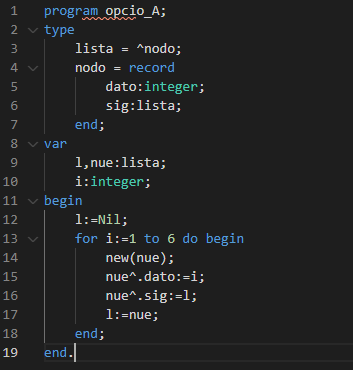 1 program opcio_A;
2 type
3     lista = ^nodo;
4     nodo = record
5         dato:integer;
6         sig:lista;
7     end;
8 var
9     l,nue:lista;
10     i:integer;
11 begin
12     l:=Nil;
13     for i:=1 to 6 do begin
14         new(nue);
15         nue^.dato:=i;
16         nue^.sig:=l;
17         l:=nue;
18     end;
19 end.